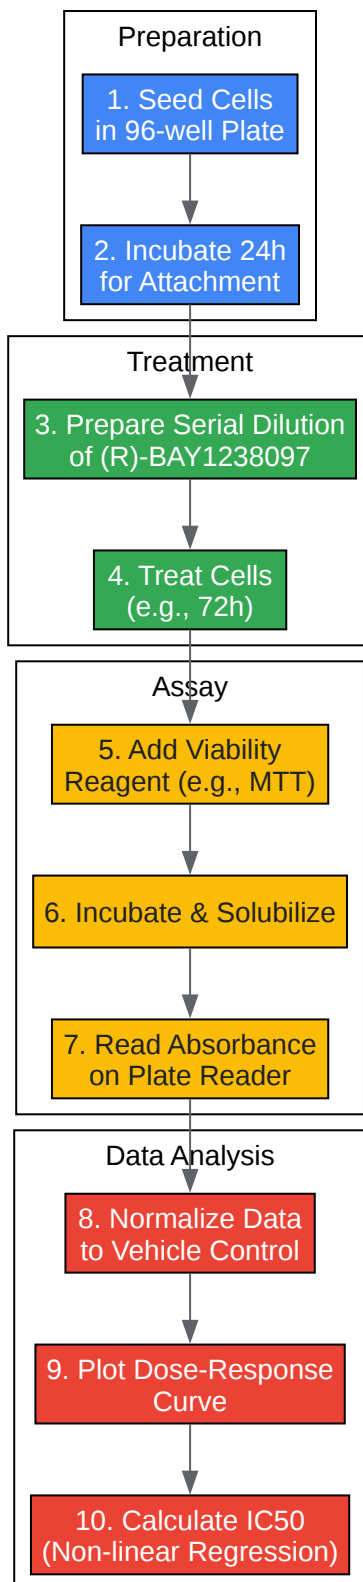 Preparation
1. Seed Cells
in 96-well Plate
2. Incubate 24h
for Attachment
Treatment
3. Prepare Serial Dilution
of (R)-BAY1238097
4. Treat Cells
(e.g., 72h)
Assay
5. Add Viability
Reagent (e.g., MTT)
6. Incubate & Solubilize
7. Read Absorbance
on Plate Reader
Data Analysis
8. Normalize Data
to Vehicle Control
9. Plot Dose-Response
Curve
10. Calculate IC50
(Non-linear Regression)